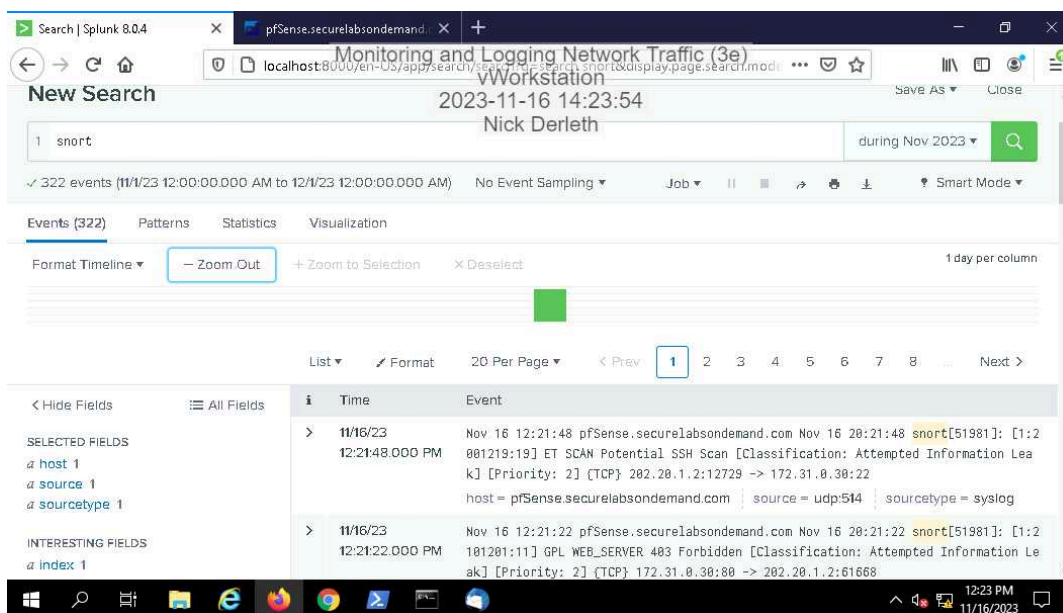 Search | Splunk 8.0.4
pfSense.securelabsondemand.
Monitoring and Logging Network Traffic (3e)
vWorkstation
2023-11-16 14:23:54
Nick Derleth
New Search
Save As
Close
1 snort
during Nov 2023
322 events (11/1/23 12:00:00.000 AM to 12/1/23 12:00:00.000 AM) No Event Sampling Job Smart Mode
Events (322) Patterns Statistics Visualization
Format Timeline — Zoom Out + Zoom to Selection × Deselect 1 day per column
List Format 20 Per Page < Prev 1 2 3 4 5 6 7 8 ... Next >
< Hide Fields All Fields i Time Event
SELECTED FIELDS
a host 1
a source 1
a sourcetype 1
INTERESTING FIELDS
a index 1
> 11/16/23
12:21:48.000 PM
Nov 16 12:21:48 pfSense.securelabsondemand.com Nov 16 20:21:48 snort[51981]: [1:2
001219:19] ET SCAN Potential SSH Scan [Classification: Attempted Information Lea
k] [Priority: 2] {TCP} 202.20.1.2:12729 -> 172.31.0.30:22
host = pfSense.securelabsondemand.com source = udp:514 sourcetype = syslog
> 11/16/23
12:21:22.000 PM
Nov 16 12:21:22 pfSense.securelabsondemand.com Nov 16 20:21:22 snort[51981]: [1:2
101201:11] GPL WEB_SERVER 403 Forbidden [Classification: Attempted Information Le
ak] [Priority: 2] {TCP} 172.31.0.30:80 -> 202.20.1.2:61668
12:23 PM
11/16/2023